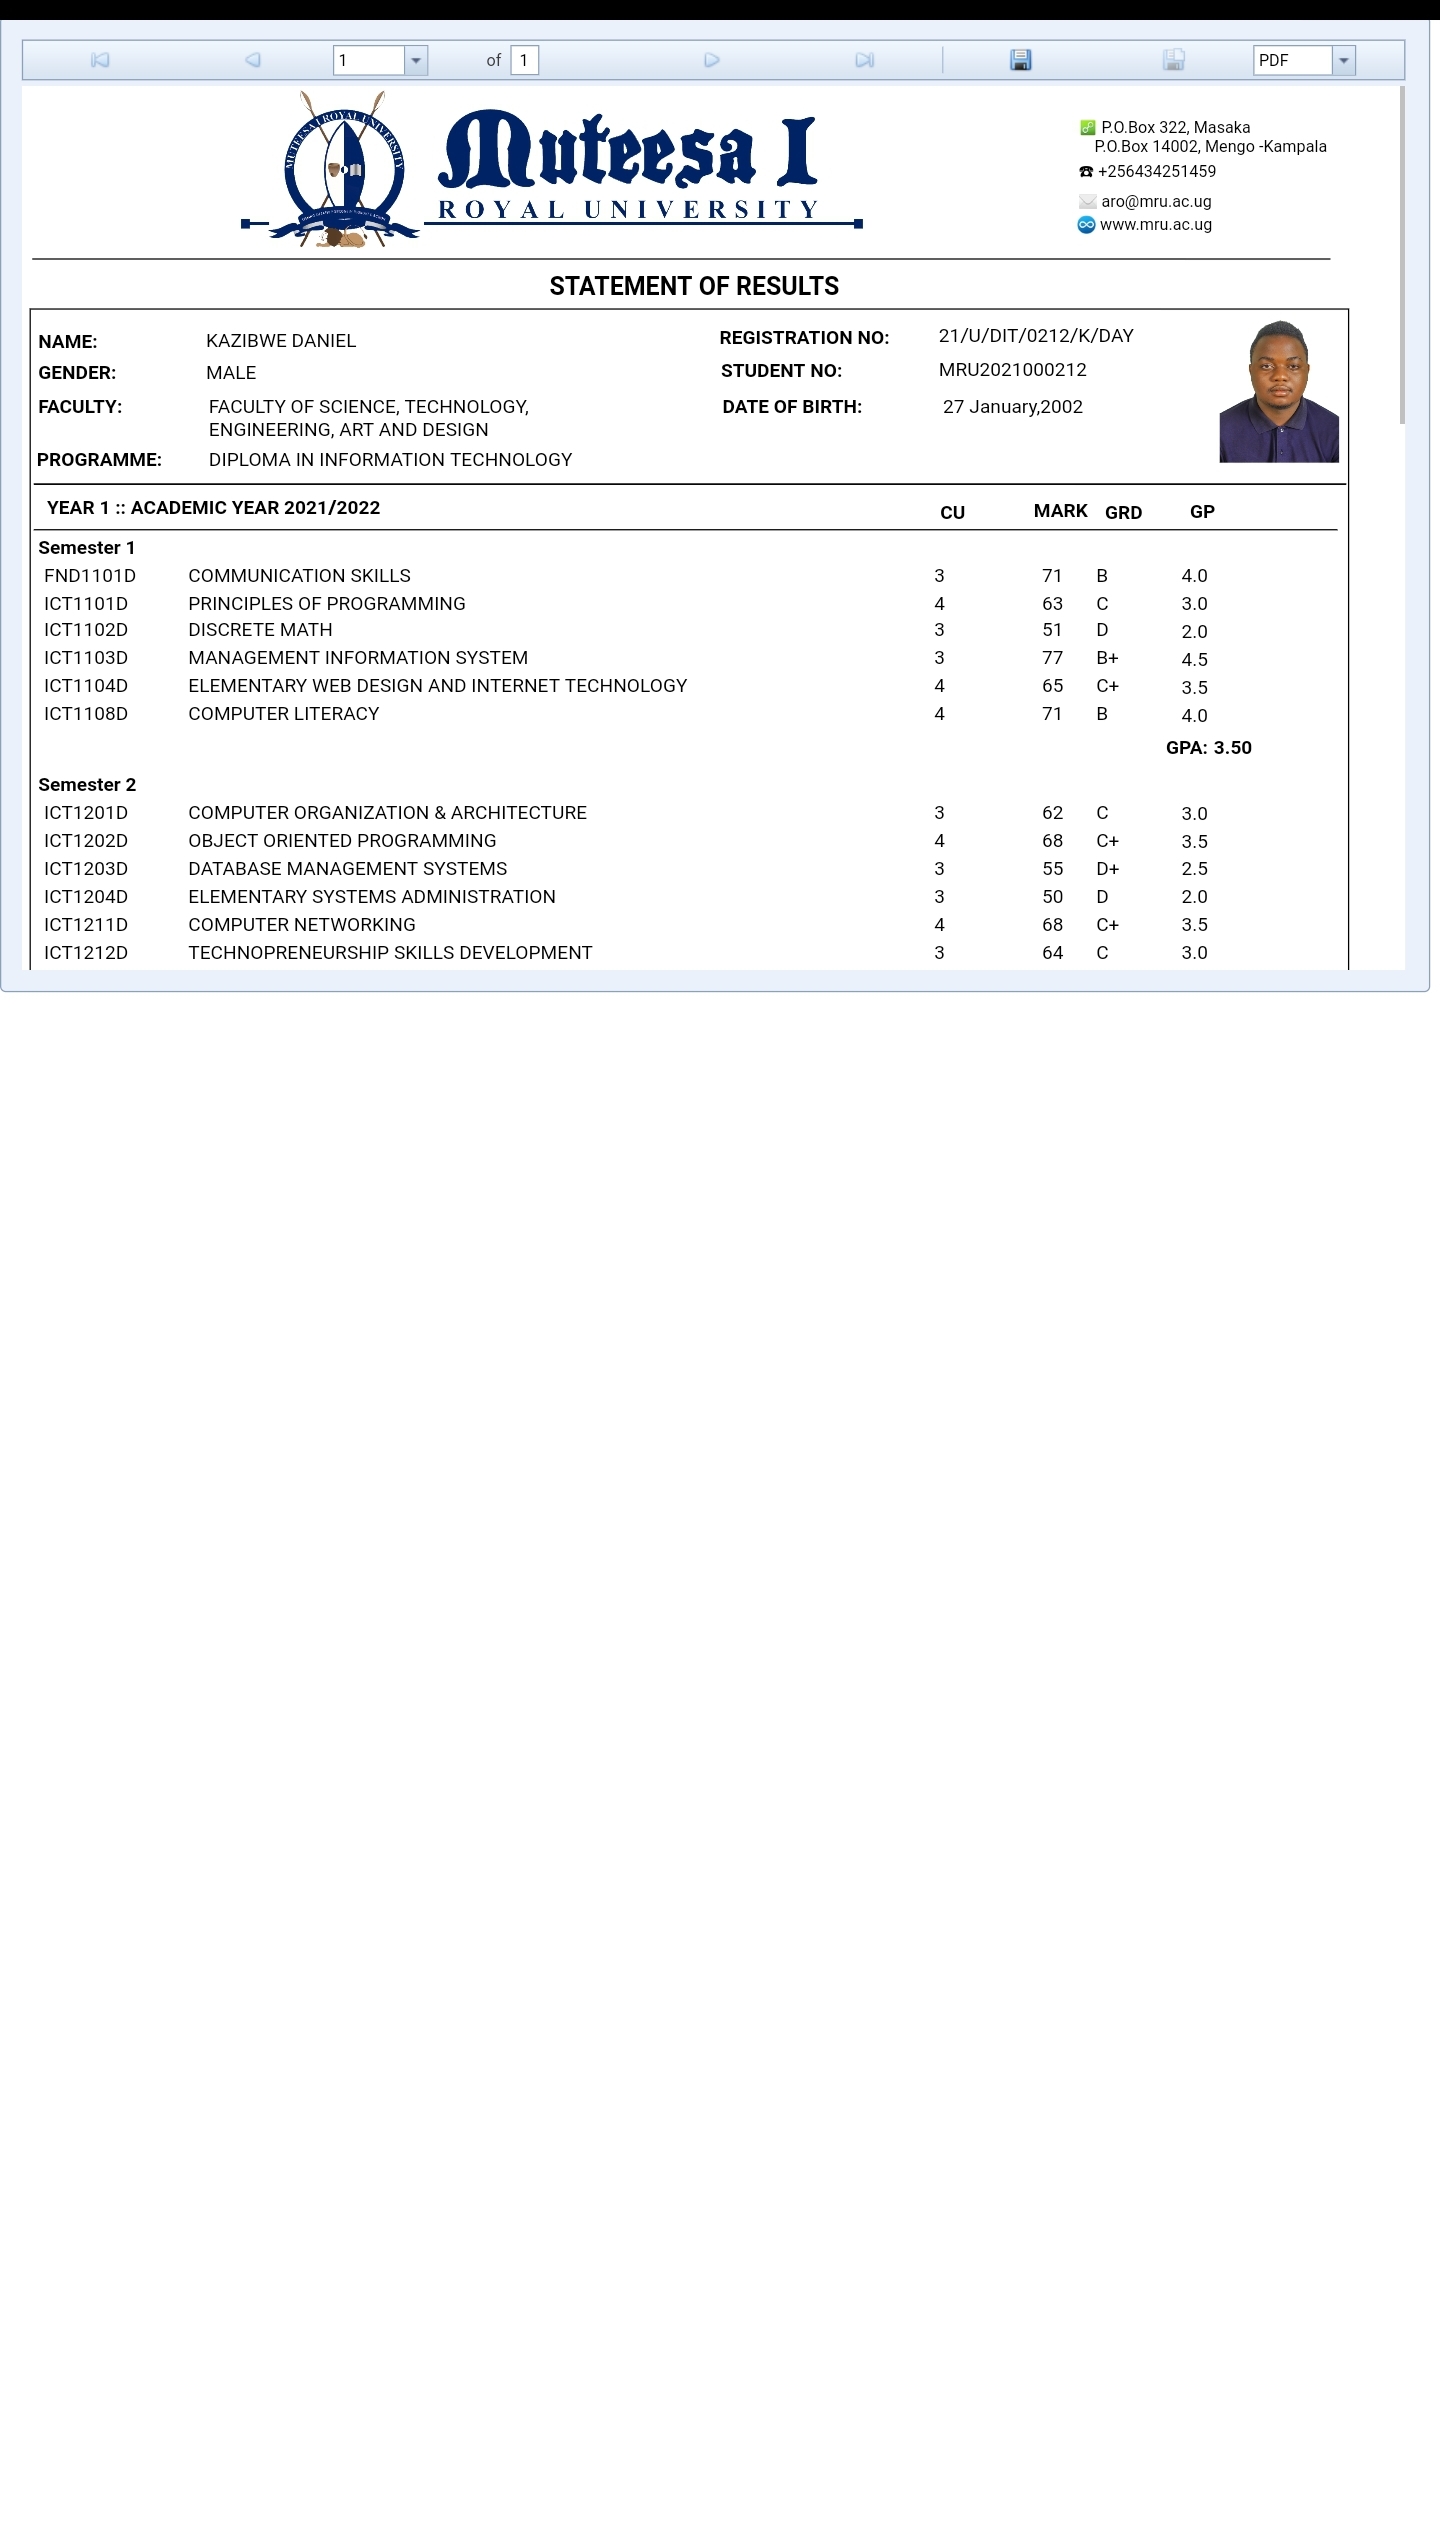 1 of 1 PDF
MUTEESA I ROYAL UNIVERSITY
Muteesa I
ROYAL UNIVERSITY
P.O.Box 322, Masaka
P.O.Box 14002, Mengo -Kampala
+256434251459
aro@mru.ac.ug
www.mru.ac.ug
STATEMENT OF RESULTS
NAME: KAZIBWE DANIEL REGISTRATION NO: 21/U/DIT/0212/K/DAY
GENDER: MALE STUDENT NO: MRU2021000212
FACULTY: FACULTY OF SCIENCE, TECHNOLOGY, DATE OF BIRTH: 27 January,2002
ENGINEERING, ART AND DESIGN
PROGRAMME: DIPLOMA IN INFORMATION TECHNOLOGY
YEAR 1 :: ACADEMIC YEAR 2021/2022 CU MARK GRD GP
Semester 1
FND1101D COMMUNICATION SKILLS 3 71 B 4.0
ICT1101D PRINCIPLES OF PROGRAMMING 4 63 C 3.0
ICT1102D DISCRETE MATH 3 51 D 2.0
ICT1103D MANAGEMENT INFORMATION SYSTEM 3 77 B+ 4.5
ICT1104D ELEMENTARY WEB DESIGN AND INTERNET TECHNOLOGY 4 65 C+ 3.5
ICT1108D COMPUTER LITERACY 4 71 B 4.0
GPA: 3.50
Semester 2
ICT1201D COMPUTER ORGANIZATION & ARCHITECTURE 3 62 C 3.0
ICT1202D OBJECT ORIENTED PROGRAMMING 4 68 C+ 3.5
ICT1203D DATABASE MANAGEMENT SYSTEMS 3 55 D+ 2.5
ICT1204D ELEMENTARY SYSTEMS ADMINISTRATION 3 50 D 2.0
ICT1211D COMPUTER NETWORKING 4 68 C+ 3.5
ICT1212D TECHNOPRENEURSHIP SKILLS DEVELOPMENT 3 64 C 3.0